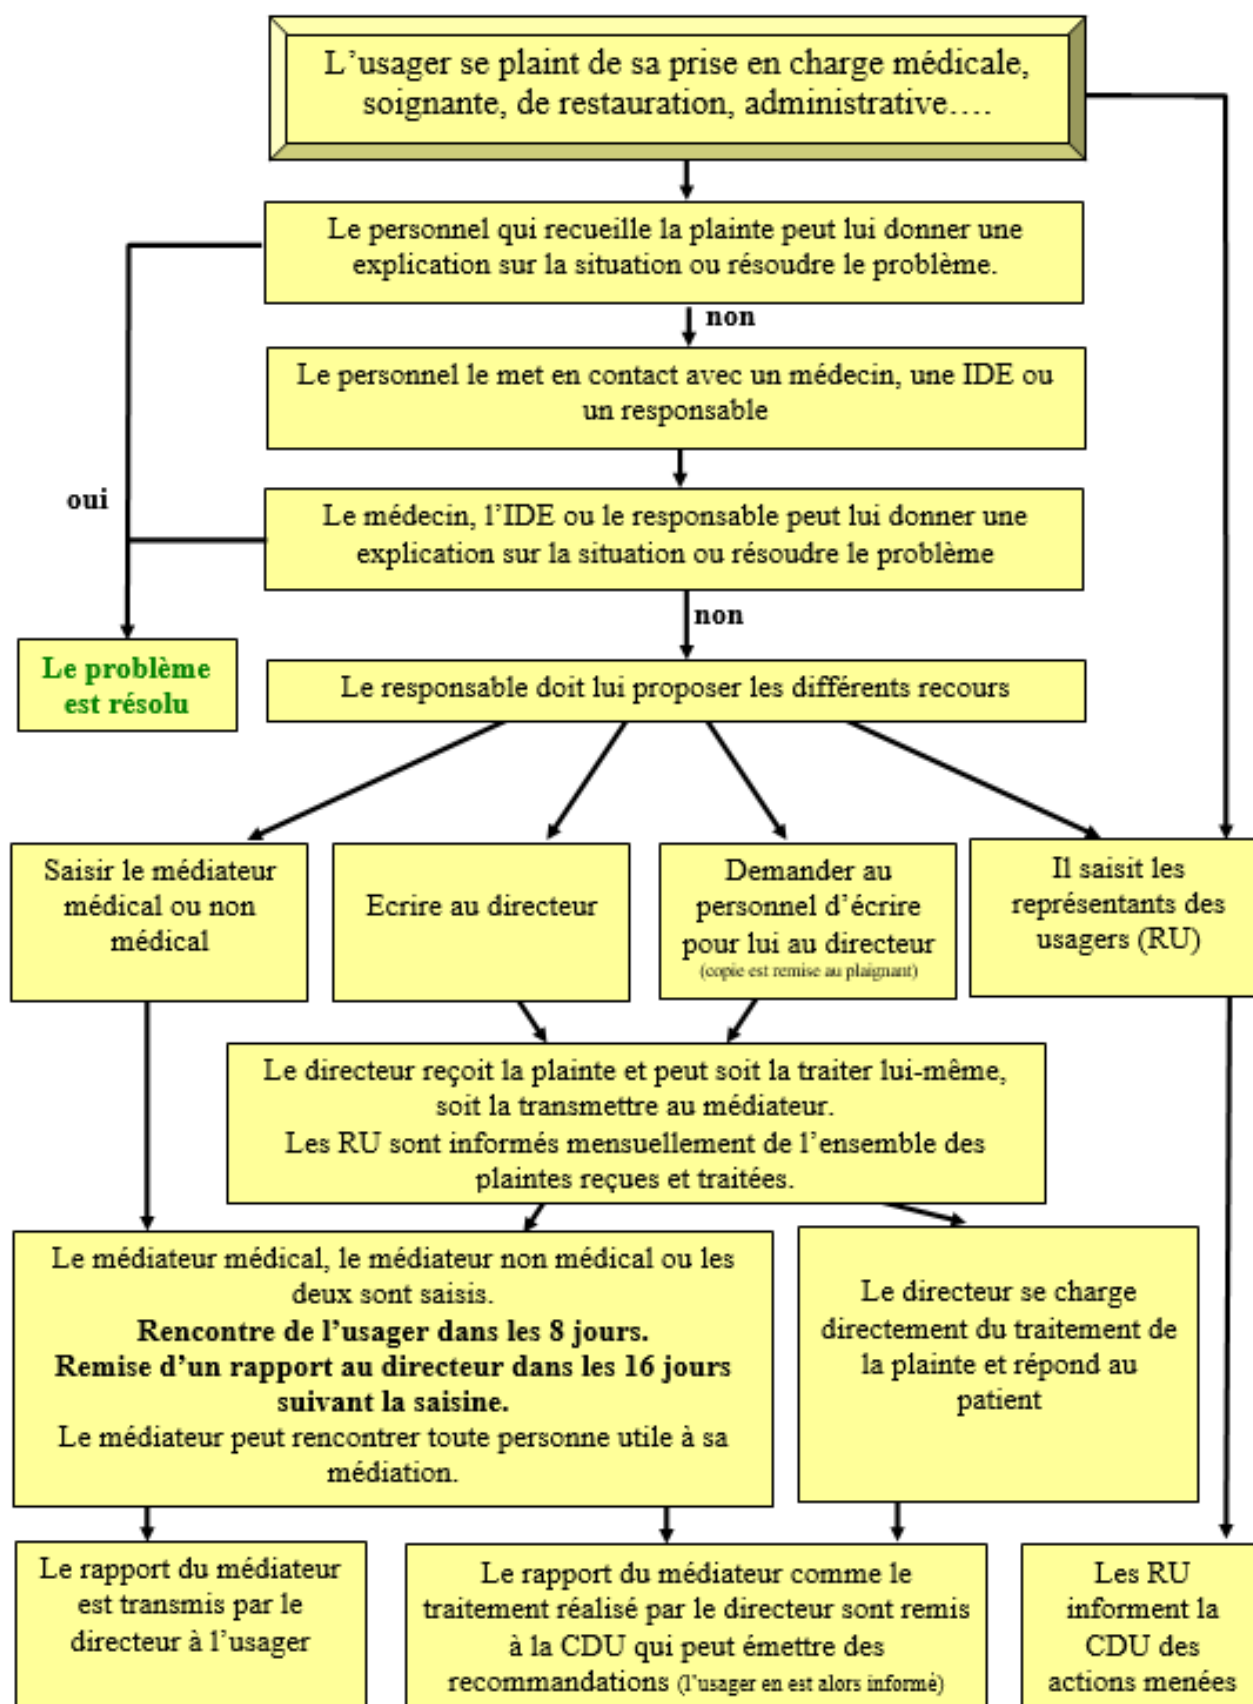 L’usager se plaint de sa prise en charge médicale,
soignante, de restauration, administrative….
Le personnel qui recueille la plainte peut lui donner une
explication sur la situation ou résoudre le problème.
non
Le personnel le met en contact avec un médecin, une IDE ou
un responsable
oui
Le médecin, l’IDE ou le responsable peut lui donner une
explication sur la situation ou résoudre le problème
non
Le problème
est résolu
Le responsable doit lui proposer les différents recours
Saisir le médiateur
médical ou non
médical
Ecrire au directeur
Demander au
personnel d’écrire
pour lui au directeur
(copie est remise au plaignant)
Il saisit les
représentants des
usagers (RU)
Le directeur reçoit la plainte et peut soit la traiter lui-même,
soit la transmettre au médiateur.
Les RU sont informés mensuellement de l’ensemble des
plaintes reçues et traitées.
Le médiateur médical, le médiateur non médical ou les
deux sont saisis.
Rencontre de l’usager dans les 8 jours.
Remise d’un rapport au directeur dans les 16 jours
suivant la saisine.
Le médiateur peut rencontrer toute personne utile à sa
médiation.
Le directeur se charge
directement du traitement de
la plainte et répond au
patient
Le rapport du médiateur
est transmis par le
directeur à l’usager
Le rapport du médiateur comme le
traitement réalisé par le directeur sont remis
à la CDU qui peut émettre des
recommandations (l’usager en est alors informé)
Les RU
informent la
CDU des
actions menées